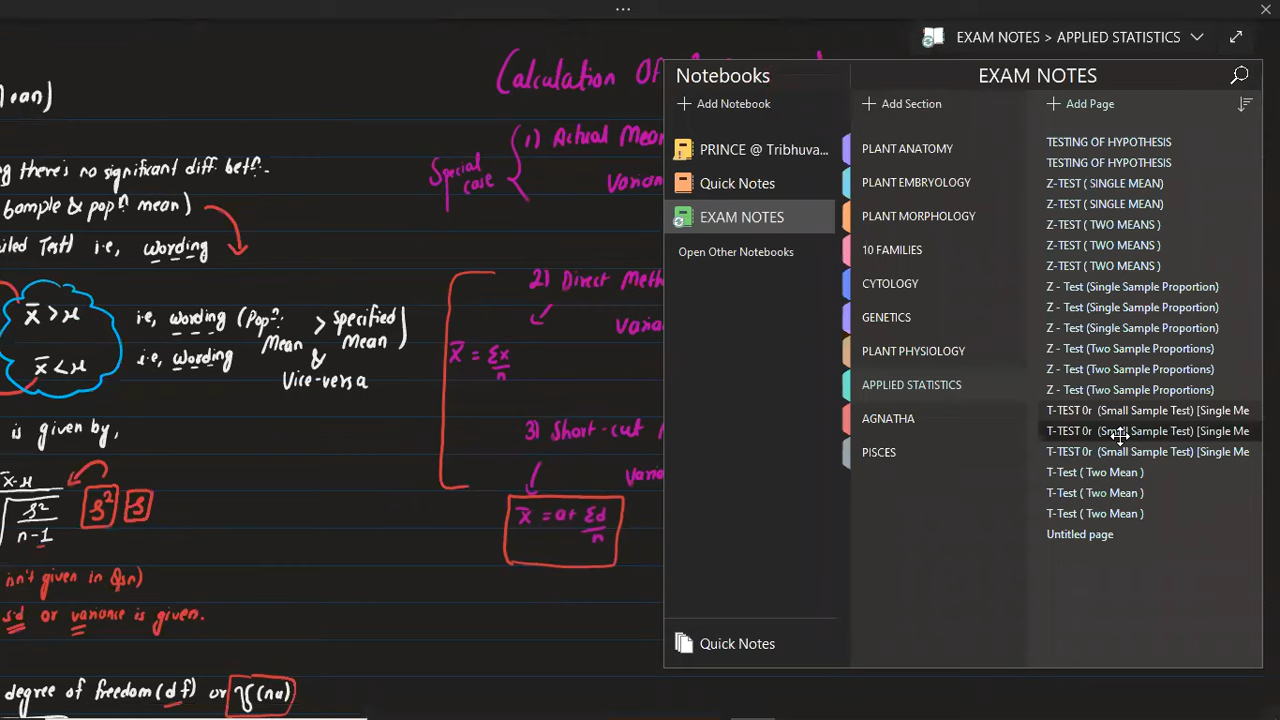 EXAM NOTES > APPLIED STATISTICS
Notebooks
+ Add Notebook
PRINCE @ Tribhuva...
Quick Notes
EXAM NOTES
Open Other Notebooks
Quick Notes
EXAM NOTES
+ Add Section
PLANT ANATOMY
PLANT EMBRYOLOGY
PLANT MORPHOLOGY
10 FAMILIES
CYTOLOGY
GENETICS
PLANT PHYSIOLOGY
APPLIED STATISTICS
AGNATHA
PISCES
+ Add Page
TESTING OF HYPOTHESIS
TESTING OF HYPOTHESIS
Z-TEST ( SINGLE MEAN)
Z-TEST ( SINGLE MEAN)
Z-TEST ( TWO MEANS )
Z-TEST ( TWO MEANS )
Z-TEST ( TWO MEANS )
Z - Test (Single Sample Proportion)
Z - Test (Single Sample Proportion)
Z - Test (Single Sample Proportion)
Z - Test (Two Sample Proportions)
Z - Test (Two Sample Proportions)
Z - Test (Two Sample Proportions)
T-TEST 0r (Small Sample Test) [Single Me
T-TEST 0r (Small Sample Test) [Single Me
T-TEST 0r (Small Sample Test) [Single Me
T-Test ( Two Mean )
T-Test ( Two Mean )
T-Test ( Two Mean )
Untitled page
ng there's no significant diff betn.
(sample & popn mean)
ailed Test) i.e, wording
x̄ > μ
i.e, wording (popn. Mean > specified Mean)
&
x̄ < μ
i.e, wording
Vice-versa
is given by,
x̄-μ
s²
n-1
s² s
isn't given in Qsn)
s.d or variance is given.
degree of freedom (df) or
Calculation Of
Special case
1) Actual Mean
Varian
2) Direct Meth
Varia
x̄ = Σx
n
3) Short-cut
Varia
x̄ = a+ Σd
n